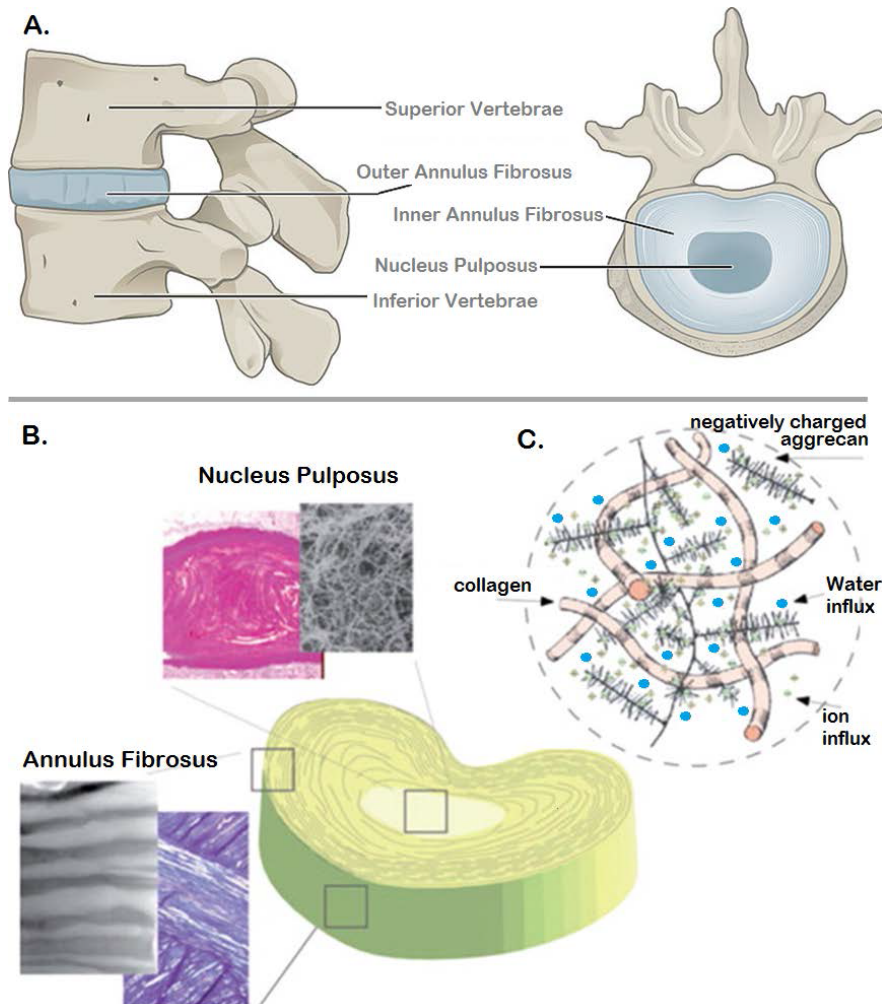 A.
Superior Vertebrae
Outer Annulus Fibrosus
Inner Annulus Fibrosus
Nucleus Pulposus
Inferior Vertebrae
B.
Nucleus Pulposus
Annulus Fibrosus
C.
negatively charged
aggrecan
collagen
Water
influx
ion
influx